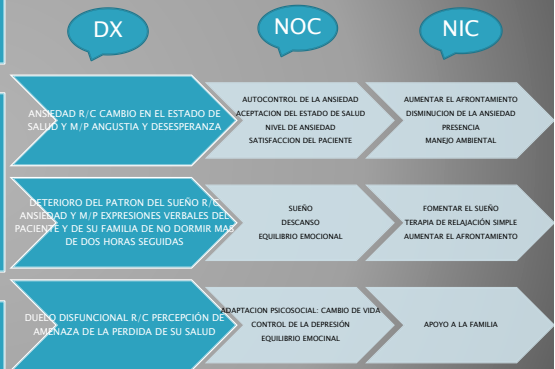 DX
NOC
NIC
ANSIEDAD R/C CAMBIO EN EL ESTADO DE
SALUD Y M/P ANGUSTIA Y DESESPERANZA
AUTOCONTROL DE LA ANSIEDAD
ACEPTACION DEL ESTADO DE SALUD
NIVEL DE ANSIEDAD
SATISFACCION DEL PACIENTE
AUMENTAR EL AFRONTAMIENTO
DISMINUCION DE LA ANSIEDAD
PRESENCIA
MANEJO AMBIENTAL
DETERIORO DEL PATRON DEL SUEÑO R/C
ANSIEDAD Y M/P EXPRESIONES VERBALES DEL
PACIENTE Y DE SU FAMILIA DE NO DORMIR MAS
DE DOS HORAS SEGUIDAS
SUEÑO
DESCANSO
EQUILIBRIO EMOCIONAL
FOMENTAR EL SUEÑO
TERAPIA DE RELAJACIÓN SIMPLE
AUMENTAR EL AFRONTAMIENTO
DUELO DISFUNCIONAL R/C PERCEPCIÓN DE
AMENAZA DE LA PERDIDA DE SU SALUD
ADAPTACION PSICOSOCIAL: CAMBIO DE VIDA
CONTROL DE LA DEPRESIÓN
EQUILIBRIO EMOCINAL
APOYO A LA FAMILIA